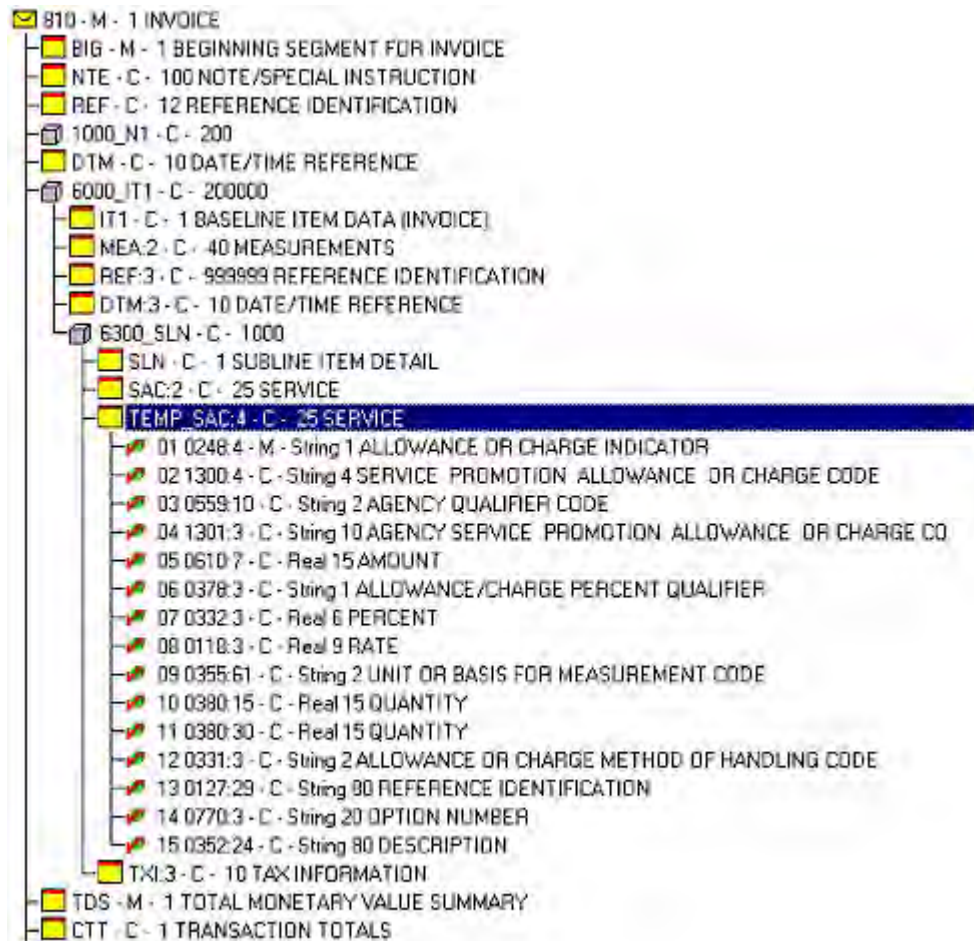 810 - M - 1 INVOICE
BIG - M - 1 BEGINNING SEGMENT FOR INVOICE
NTE - C - 100 NOTE/SPECIAL INSTRUCTION
REF - C - 12 REFERENCE IDENTIFICATION
1000_N1 - C - 200
DTM - C - 10 DATE/TIME REFERENCE
6000_IT1 - C - 200000
IT1 - C - 1 BASELINE ITEM DATA (INVOICE)
MEA:2 - C - 40 MEASUREMENTS
REF:3 - C - 999999 REFERENCE IDENTIFICATION
DTM:3 - C - 10 DATE/TIME REFERENCE
6300_SLN - C - 1000
SLN - C - 1 SUBLINE ITEM DETAIL
SAC:2 - C - 25 SERVICE
TEMP_SAC:4 - C - 25 SERVICE
01 0248:4 - M - String 1 ALLOWANCE OR CHARGE INDICATOR
02 1300:4 - C - String 4 SERVICE PROMOTION ALLOWANCE OR CHARGE CODE
03 0559:10 - C - String 2 AGENCY QUALIFIER CODE
04 1301:3 - C - String 10 AGENCY SERVICE PROMOTION ALLOWANCE OR CHARGE CO
05 0610:7 - C - Real 15 AMOUNT
06 0378:3 - C - String 1 ALLOWANCE/CHARGE PERCENT QUALIFIER
07 0332:3 - C - Real 6 PERCENT
08 0118:3 - C - Real 9 RATE
09 0355:61 - C - String 2 UNIT OR BASIS FOR MEASUREMENT CODE
10 0380:15 - C - Real 15 QUANTITY
11 0380:30 - C - Real 15 QUANTITY
12 0331:3 - C - String 2 ALLOWANCE OR CHARGE METHOD OF HANDLING CODE
13 0127:29 - C - String 80 REFERENCE IDENTIFICATION
14 0770:3 - C - String 20 OPTION NUMBER
15 0352:24 - C - String 80 DESCRIPTION
TXI:3 - C - 10 TAX INFORMATION
TDS - M - 1 TOTAL MONETARY VALUE SUMMARY
CTT - C - 1 TRANSACTION TOTALS